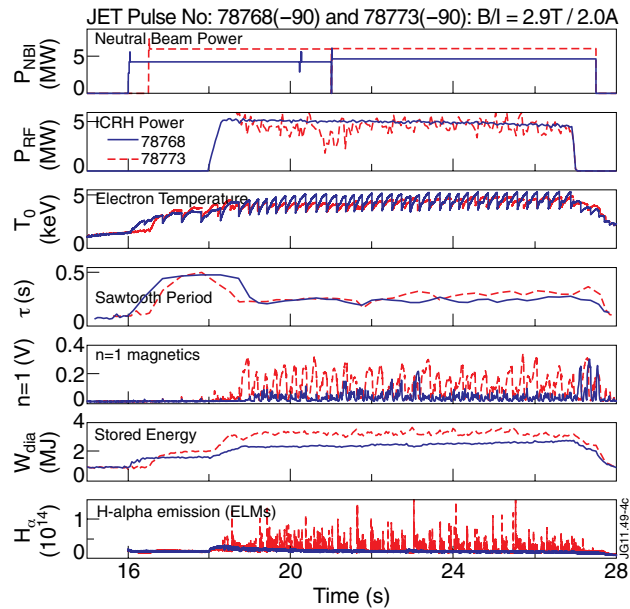 JET Pulse No: 78768(−90) and 78773(−90): B/I = 2.9T / 2.0A
Neutral Beam Power
P_NBI (MW)
5
0
ICRH Power
78768
78773
P_RF (MW)
5
0
Electron Temperature
T_0 (keV)
5
0
Sawtooth Period
τ (s)
0.5
0
n=1 magnetics
n=1 (V)
0.4
0.2
0
Stored Energy
W_dia (MJ)
4
2
0
H-alpha emission (ELMs)
H_α (10^14)
1
0
16 20 24 28
Time (s)
JG11.49-4c